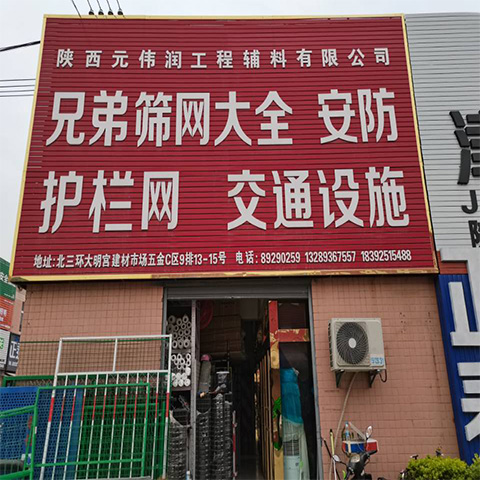 陕西元伟润工程辅料有限公司
兄弟筛网大全 安防
护栏网 交通设施
地址:北三环大明宫建材市场五金C区9排13-15号 电话:89290259 13289367557 18392515488